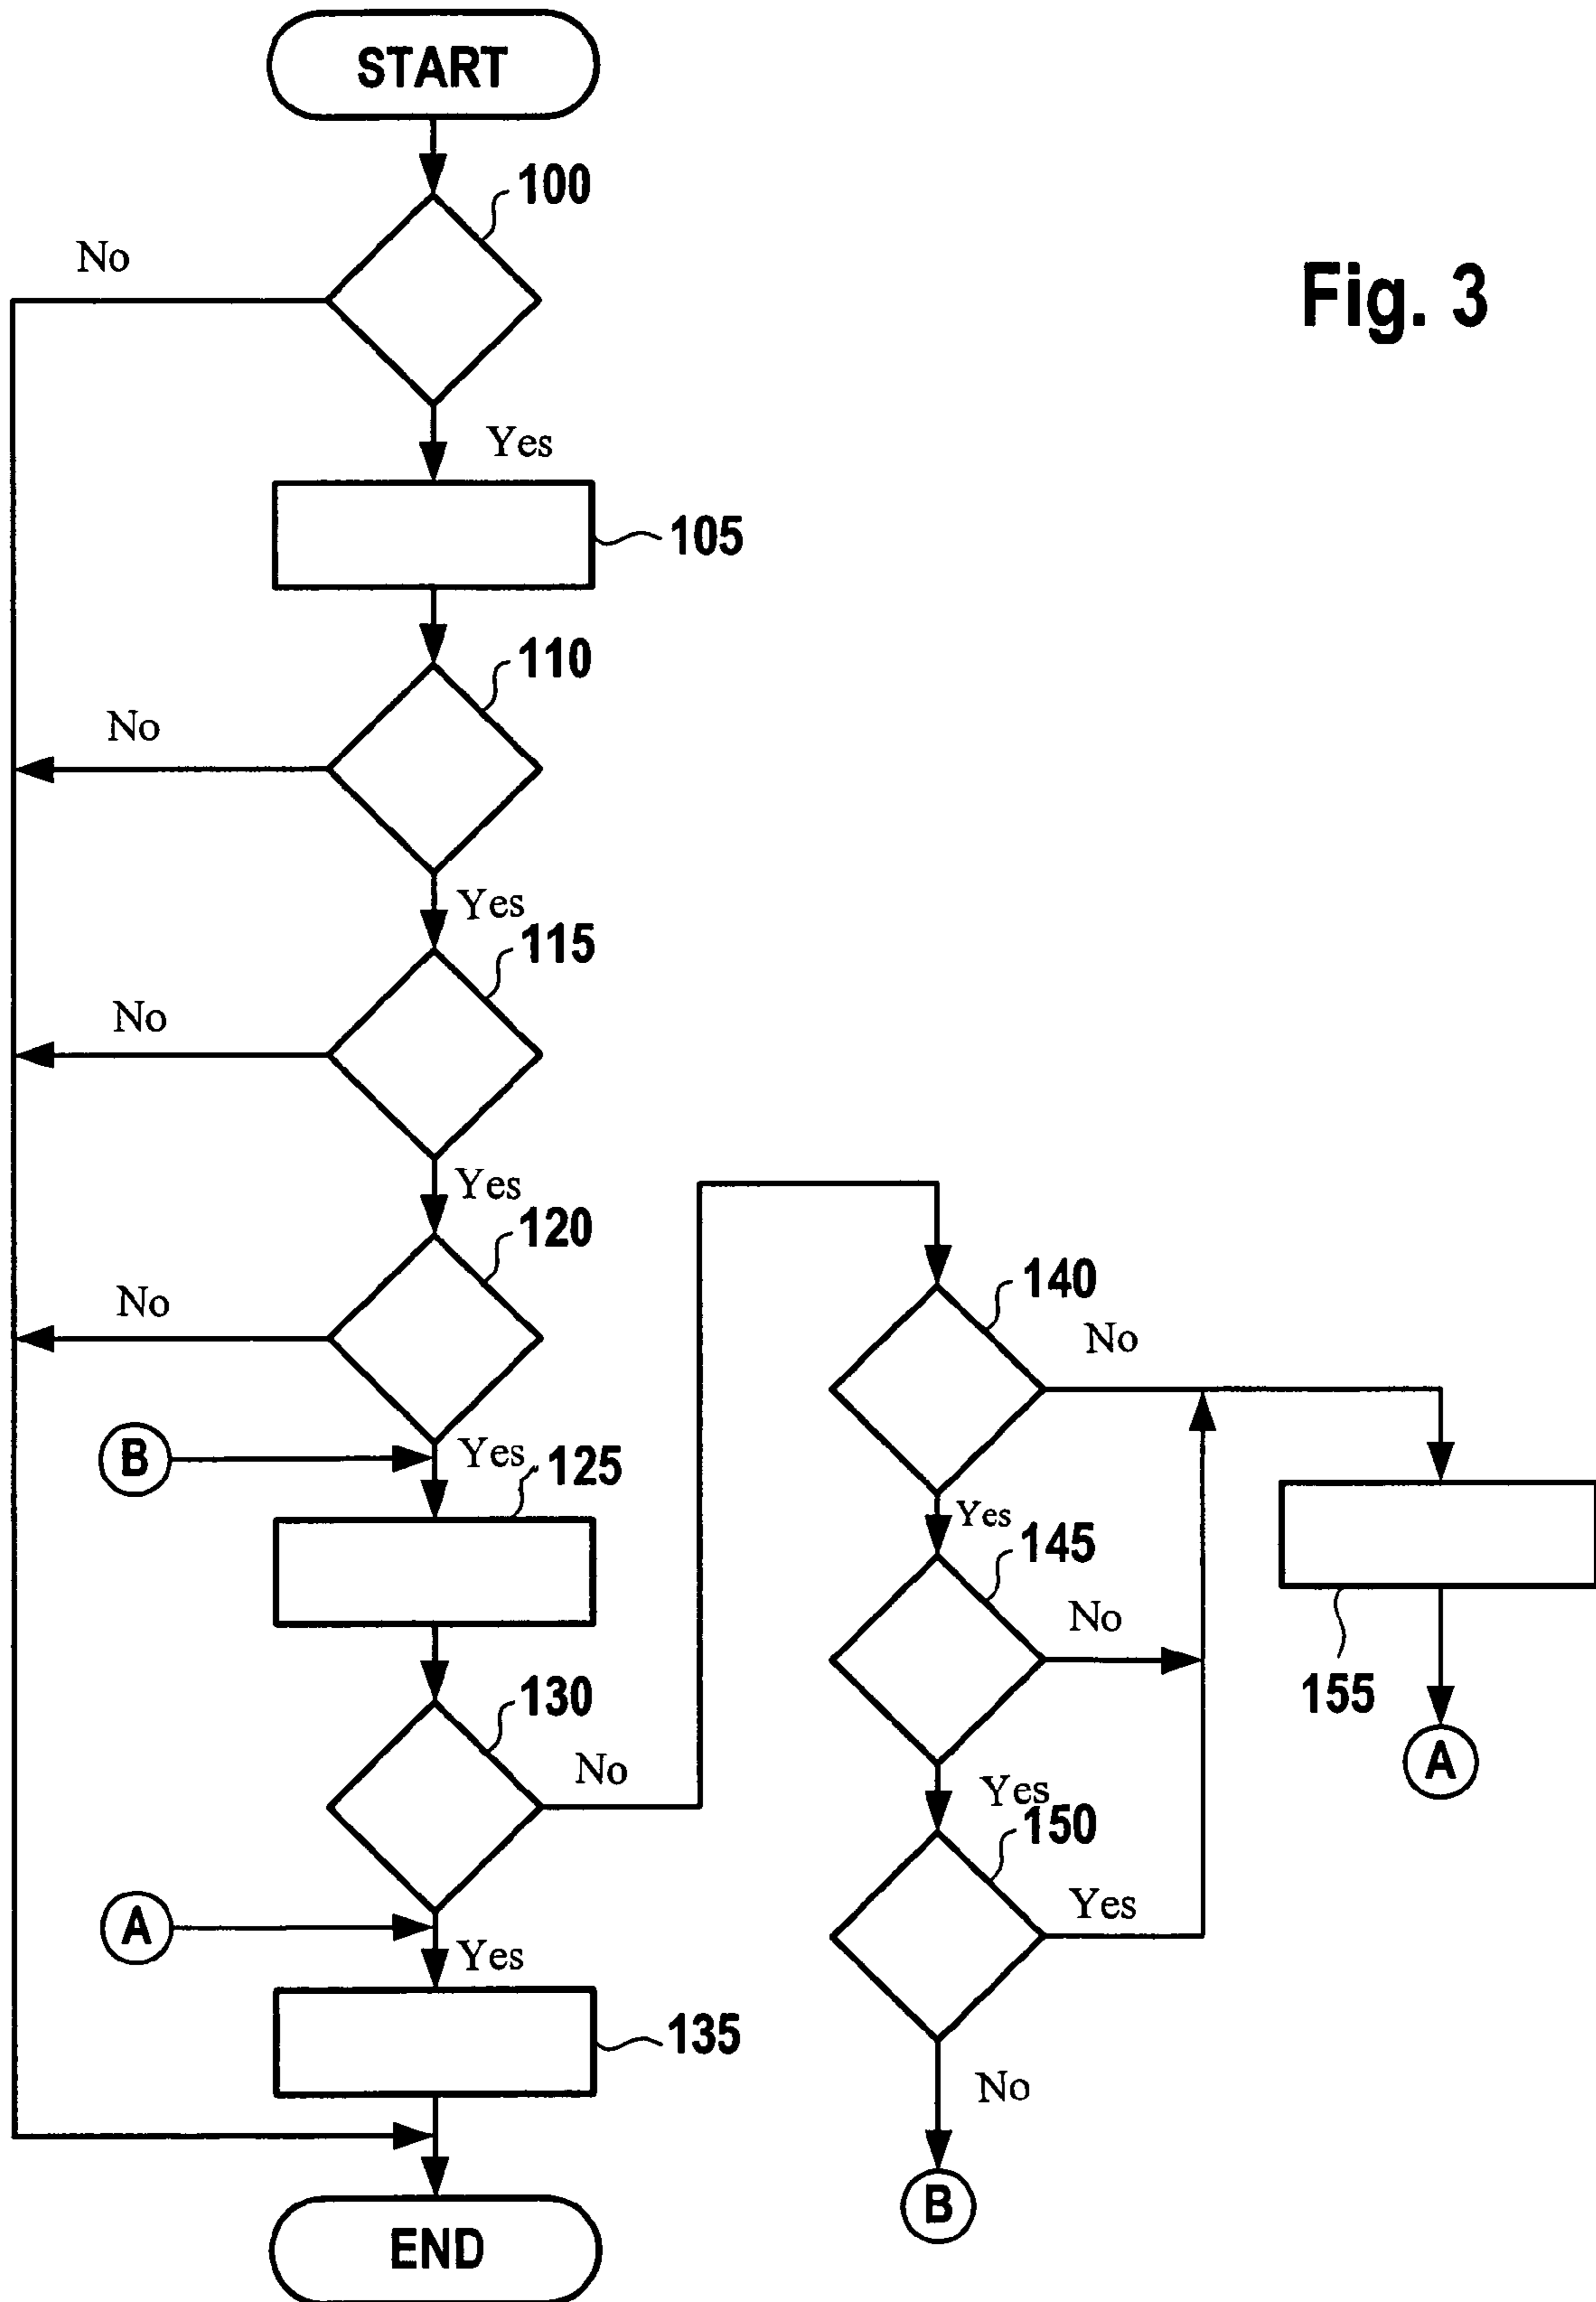 START
100
No
Fig. 3
Yes
105
110
No
Yes
115
No
Yes
120
No
B
Yes
125
130
No
A
Yes
135
END
140
No
Yes
145
No
155
A
Yes
150
Yes
No
B